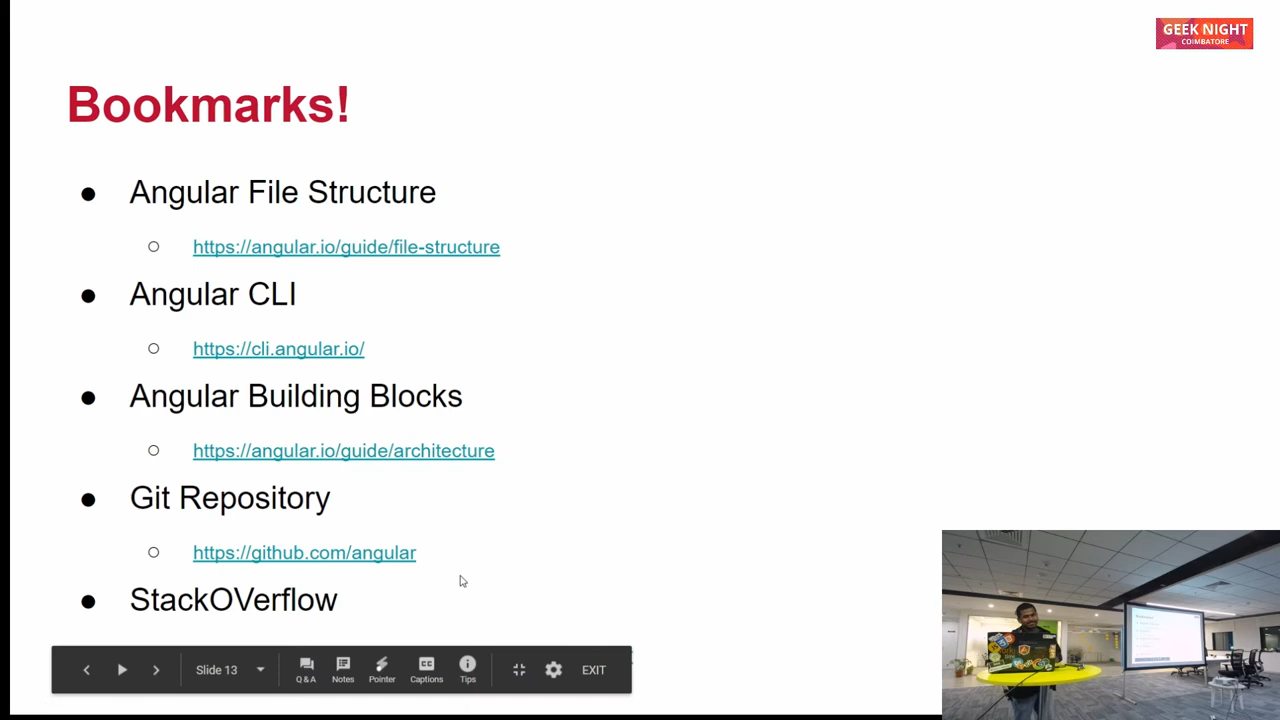 GEEK NIGHT
COIMBATORE
Bookmarks!
● Angular File Structure
○ https://angular.io/guide/file-structure
● Angular CLI
○ https://cli.angular.io/
● Angular Building Blocks
○ https://angular.io/guide/architecture
● Git Repository
○ https://github.com/angular
● StackOVerflow
Slide 13
Q & A
Notes
Pointer
Captions
Tips
EXIT